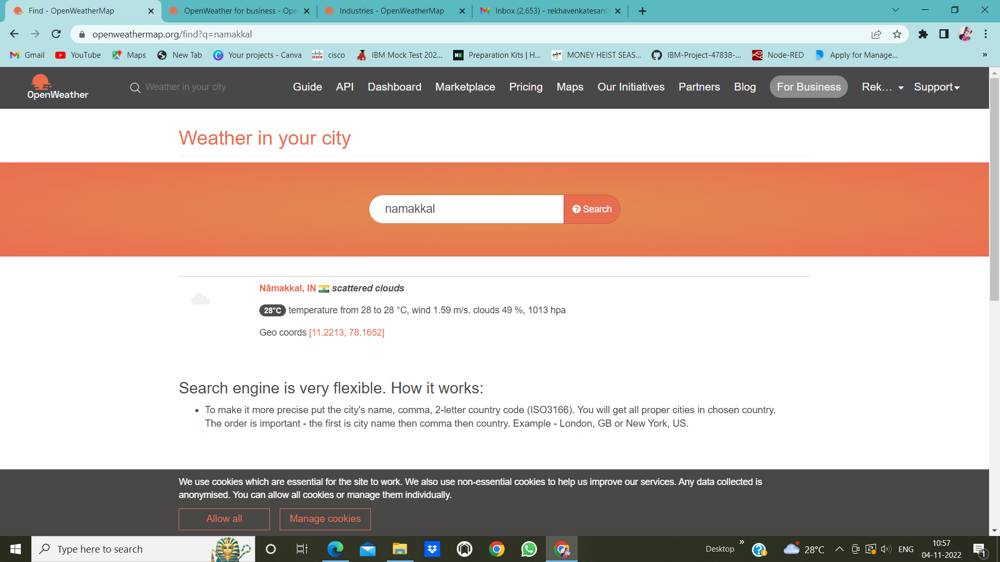 Find - OpenWeatherMap
OpenWeather for business - Ope
Industries - OpenWeatherMap
Inbox (2,653) - rekhavenkatesan0
openweathermap.org/find?q=namakkal
Gmail
YouTube
Maps
New Tab
Your projects - Canva
cisco
IBM Mock Test 202...
Preparation Kits | H...
MONEY HEIST SEAS...
IBM-Project-47838-...
Node-RED
Apply for Manage...
»
OpenWeather
Weather in your city
Guide
API
Dashboard
Marketplace
Pricing
Maps
Our Initiatives
Partners
Blog
For Business
Rek...
Support
Weather in your city
namakkal
Search
Nāmakkal, IN scattered clouds
28°C temperature from 28 to 28 °C, wind 1.59 m/s. clouds 49 %, 1013 hpa
Geo coords [11.2213, 78.1652]
Search engine is very flexible. How it works:
• To make it more precise put the city's name, comma, 2-letter country code (ISO3166). You will get all proper cities in chosen country.
The order is important - the first is city name then comma then country. Example - London, GB or New York, US.
We use cookies which are essential for the site to work. We also use non-essential cookies to help us improve our services. Any data collected is
anonymised. You can allow all cookies or manage them individually.
Allow all
Manage cookies
Type here to search
Desktop
»
28°C
ENG
10:57
04-11-2022
1